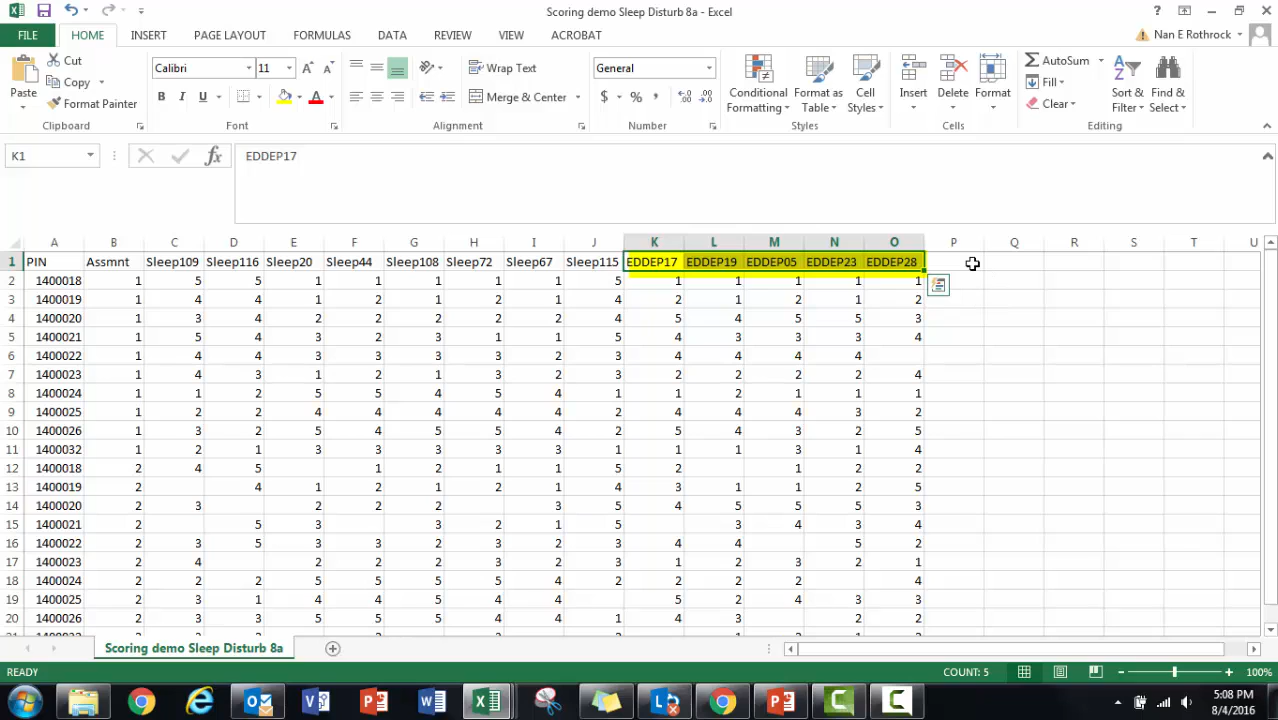 Scoring demo Sleep Disturb 8a - Excel
FILE HOME INSERT PAGE LAYOUT FORMULAS DATA REVIEW VIEW ACROBAT Nan E Rothrock
Cut
Copy
Format Painter
Paste
Clipboard
Calibri 11
B I U
Font
Wrap Text
Merge & Center
Alignment
General
$ % ,
Number
Conditional Formatting
Format as Table
Cell Styles
Styles
Insert Delete Format
Cells
AutoSum
Fill
Clear
Sort & Filter
Find & Select
Editing
K1 fx EDDEP17
A B C D E F G H I J K L M N O P Q R S T U
1 PIN Assmnt Sleep109 Sleep116 Sleep20 Sleep44 Sleep108 Sleep72 Sleep67 Sleep115 EDDEP17 EDDEP19 EDDEP05 EDDEP23 EDDEP28
2 1400018 1 5 5 1 1 1 1 1 5 1 1 1 1 1
3 1400019 1 4 4 1 2 1 2 1 4 2 1 2 1 2
4 1400020 1 3 4 2 2 2 2 2 4 5 4 5 5 3
5 1400021 1 5 4 3 2 3 1 1 5 4 3 3 3 4
6 1400022 1 4 4 3 3 3 3 2 3 4 4 4 4
7 1400023 1 4 3 1 2 1 3 2 3 2 2 2 2 4
8 1400024 1 1 2 5 5 4 5 4 1 1 2 1 1 1
9 1400025 1 2 2 4 4 4 4 4 2 4 4 4 3 2
10 1400026 1 3 4 5 4 5 5 4 2 5 4 3 2 5
11 1400032 1 2 1 3 3 3 3 3 1 1 1 3 1 4
12 1400018 2 4 5 1 2 1 1 5 2 1 2 2
13 1400019 2 4 1 2 1 2 1 4 3 1 1 2 5
14 1400020 2 3 2 2 2 3 5 4 5 5 5 3
15 1400021 2 5 3 3 2 1 5 3 4 3 4
16 1400022 2 3 5 3 3 2 3 2 3 4 4 5 2
17 1400023 2 4 2 2 2 3 2 3 1 2 3 2 1
18 1400024 2 2 2 5 5 5 5 4 2 2 2 2 4
19 1400025 2 3 1 4 4 5 4 4 5 2 4 3 3
20 1400026 2 3 3 5 5 5 4 4 1 4 3 2 2
Scoring demo Sleep Disturb 8a
READY COUNT: 5 100%
5:08 PM
8/4/2016